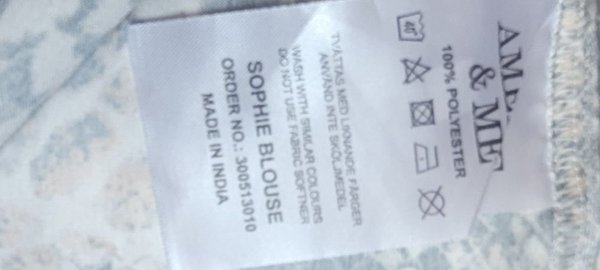 & ME
100% POLYESTER
40°
TVÄTTAS MED LIKNANDE FÄRGER
ANVÄND INTE SKÖLJMEDEL
WASH WITH SIMILAR COLOURS
DO NOT USE FABRIC SOFTNER
SOPHIE BLOUSE
ORDER NO.: 300513010
MADE IN INDIA